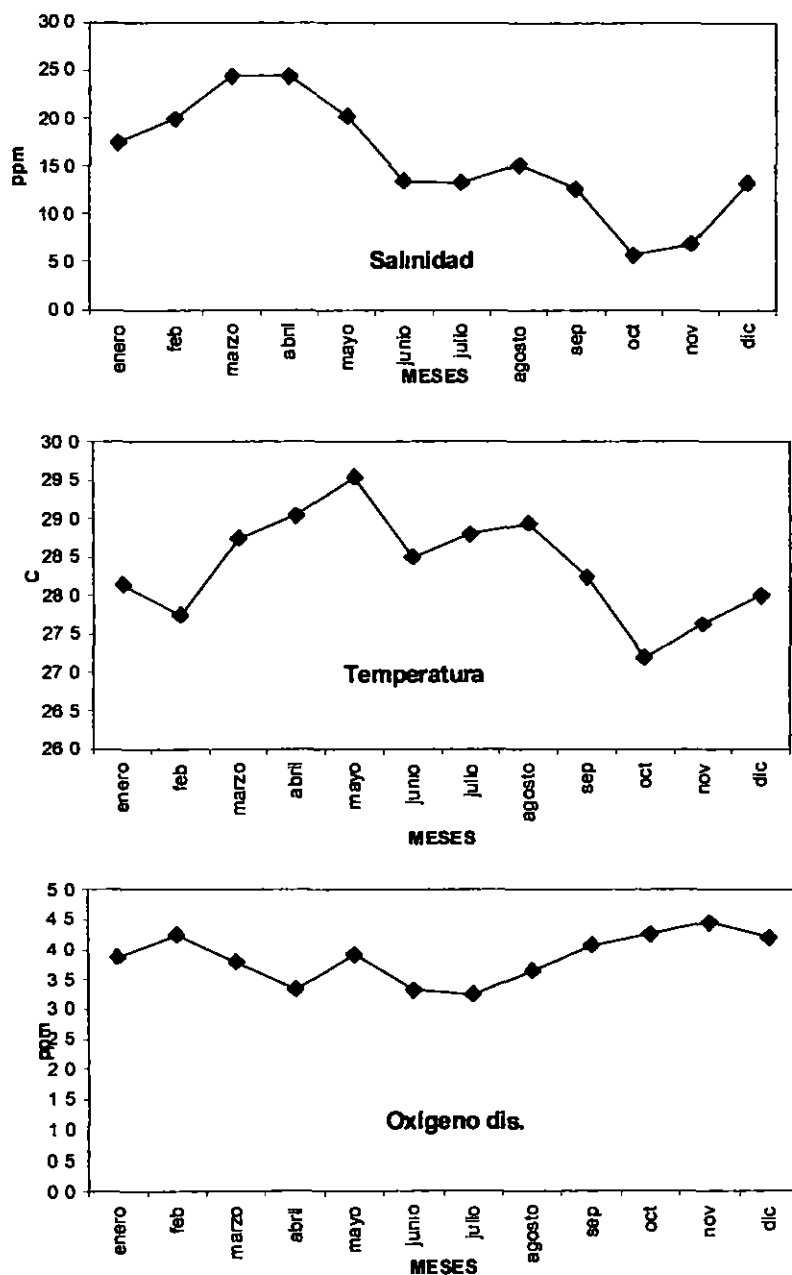 30 0
25 0
20 0
15 0
10 0
5 0
0 0
ppm
Salinidad
enero
feb
marzo
abril
mayo
junio
julio
agosto
sep
oct
nov
dic
MESES
30 0
29 5
29 0
28 5
28 0
27 5
27 0
26 5
26 0
C
Temperatura
enero
feb
marzo
abril
mayo
junio
julio
agosto
sep
oct
nov
dic
MESES
5 0
4 5
4 0
3 5
3 0
2 5
2 0
1 5
1 0
0 5
0 0
ppm
Oxígeno dis.
enero
feb
marzo
abril
mayo
junio
julio
agosto
sep
oct
nov
dic
MESES